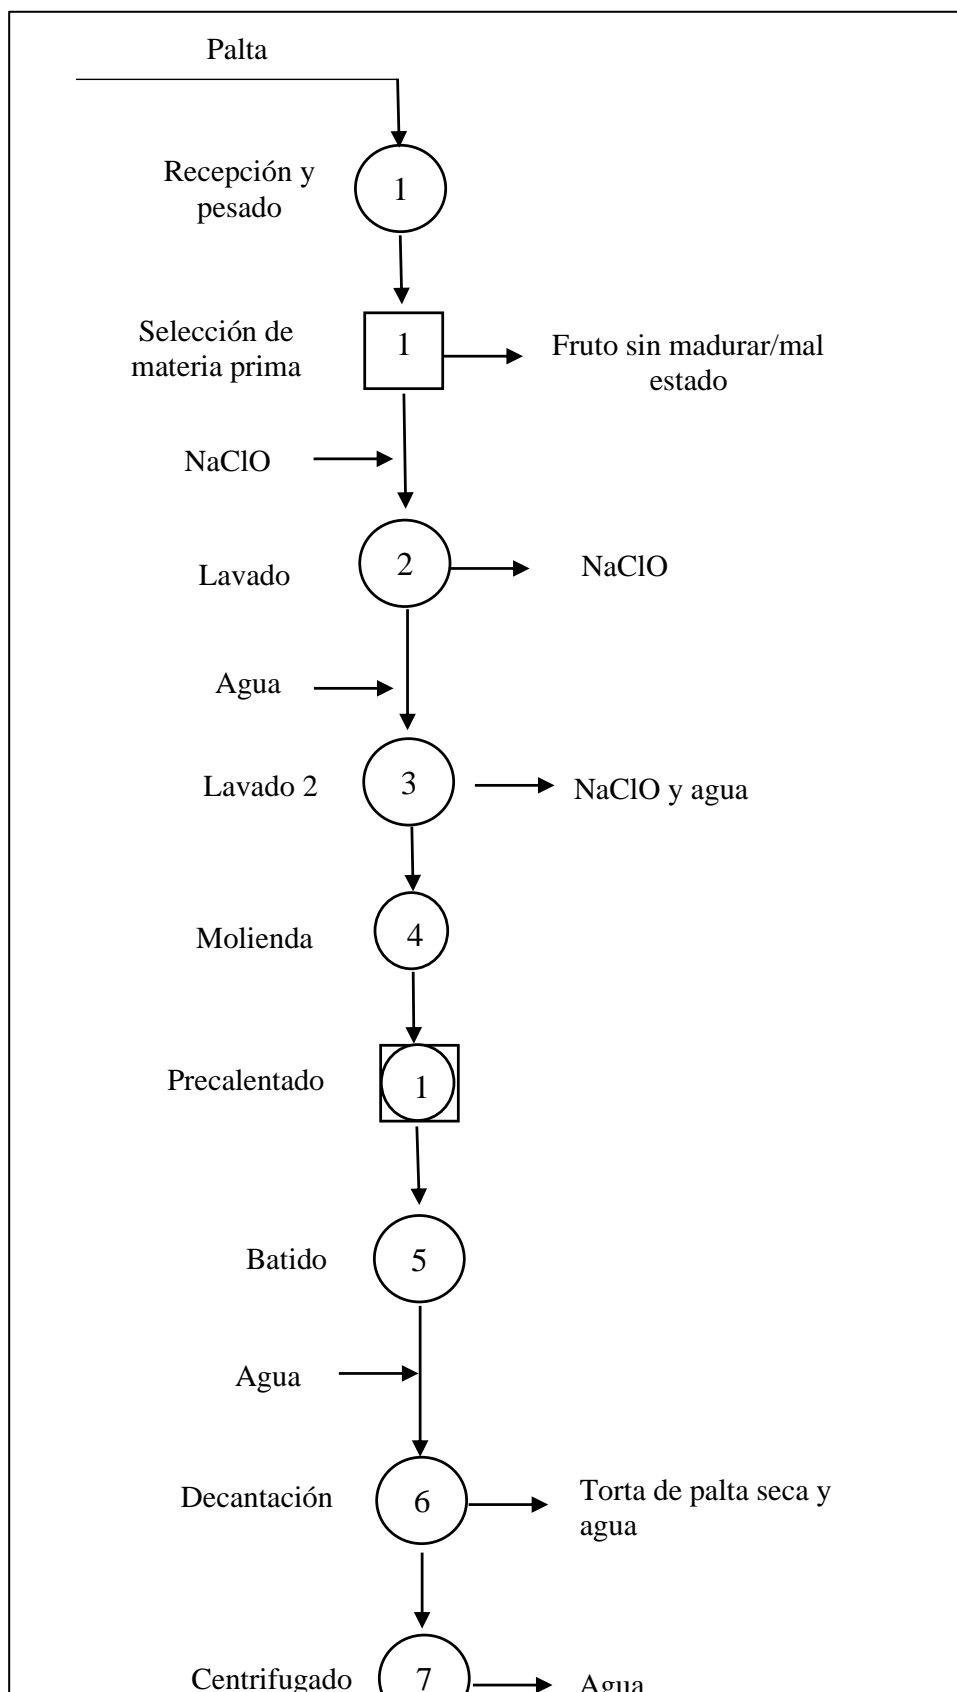 Palta
Recepción y
pesado
1
Selección de
materia prima
1
Fruto sin madurar/mal
estado
NaClO
Lavado
2
NaClO
Agua
Lavado 2
3
NaClO y agua
Molienda
4
Precalentado
1
Batido
5
Agua
Decantación
6
Torta de palta seca y
agua
Centrifugado
7
Agua